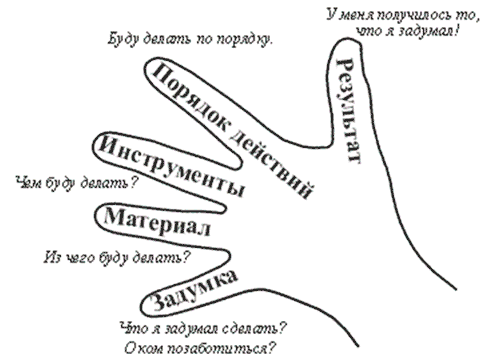 У меня получилось то,
что я задумал!
Буду делать по порядку.
Результат
Порядок действий
Инструменты
Чем буду делать?
Материал
Из чего буду делать?
Задумка
Что я задумал сделать?
О ком позаботиться?